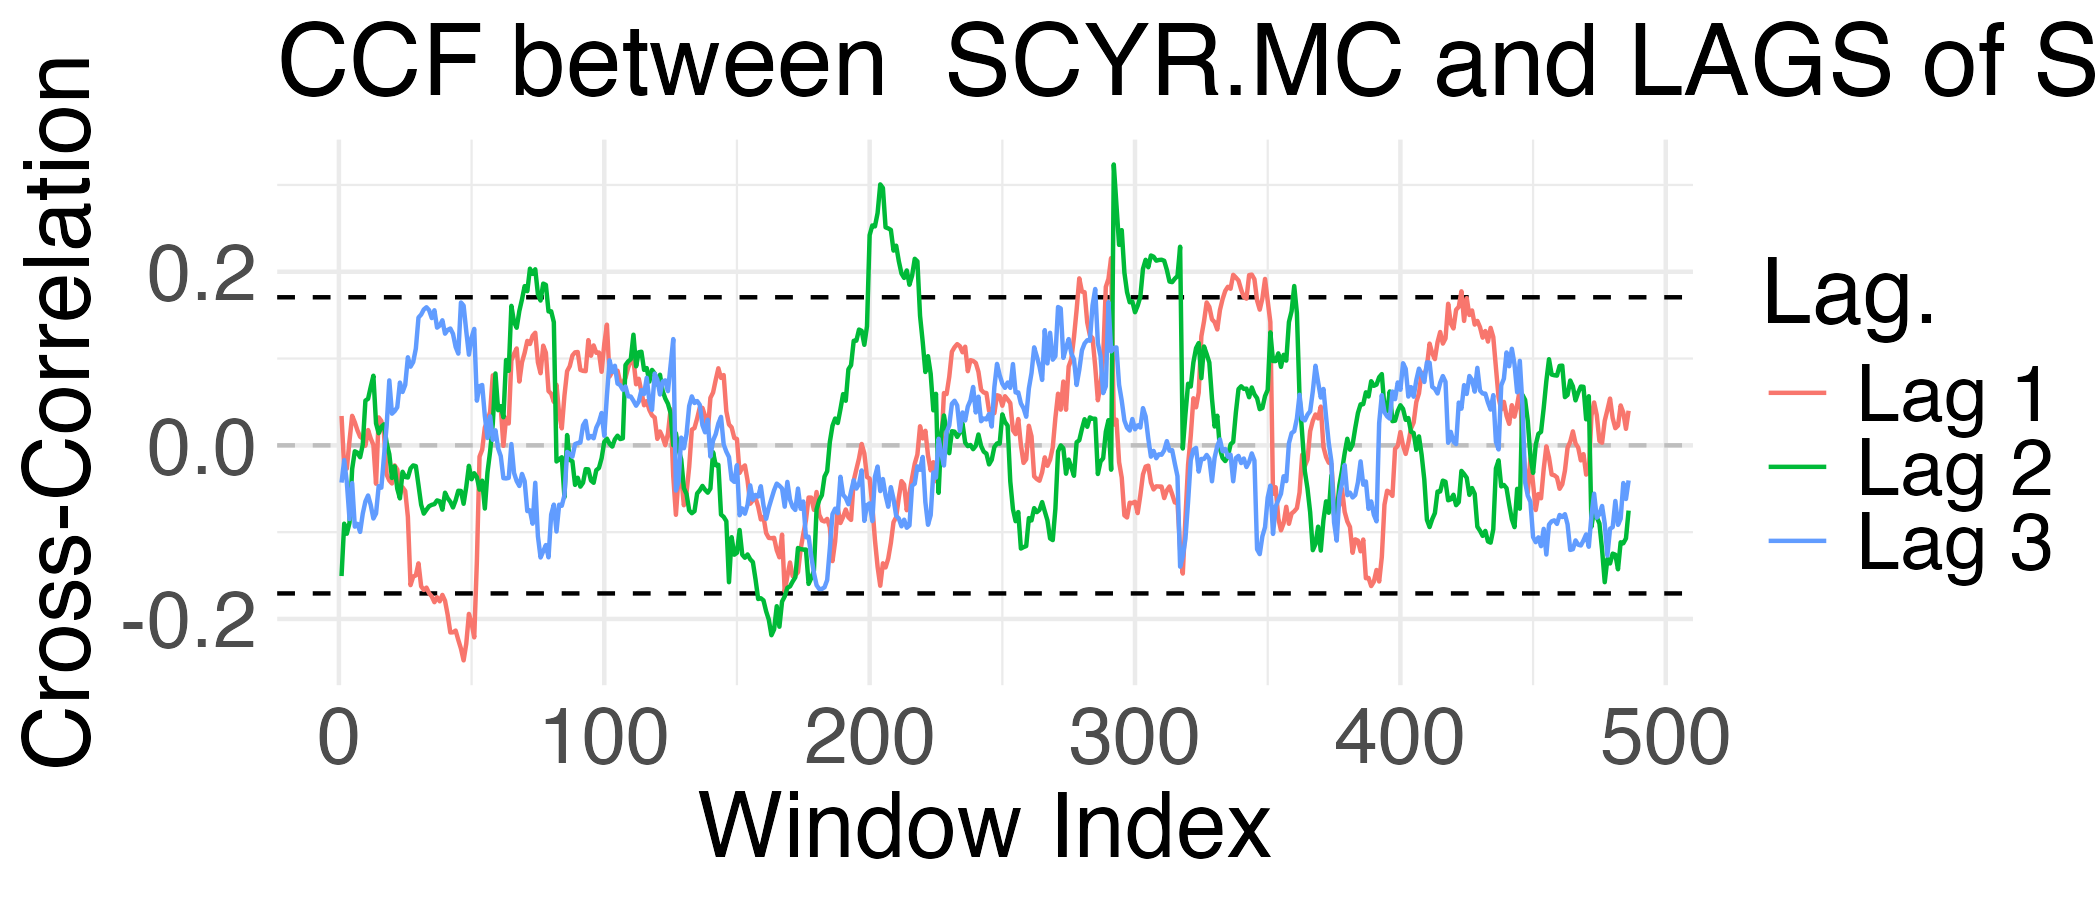 CCF between  SCYR.MC and LAGS of S
Cross-Correlation
0.2
0.0
-0.2
0
100
200
300
400
500
Window Index
Lag.
Lag 1
Lag 2
Lag 3